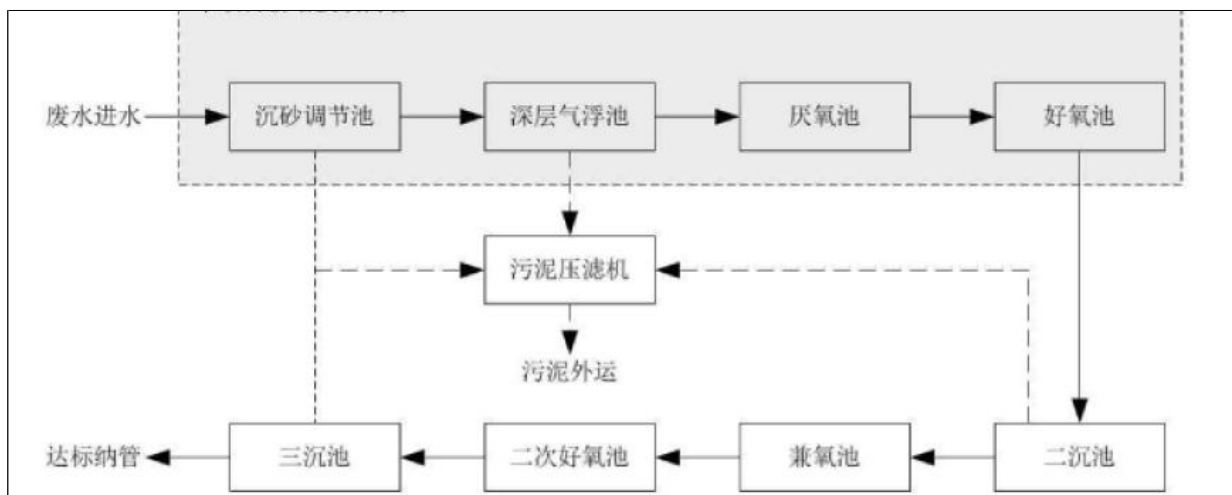 废水进水
沉砂调节池
深层气浮池
厌氧池
好氧池
污泥压滤机
污泥外运
达标纳管
三沉池
二次好氧池
兼氧池
二沉池